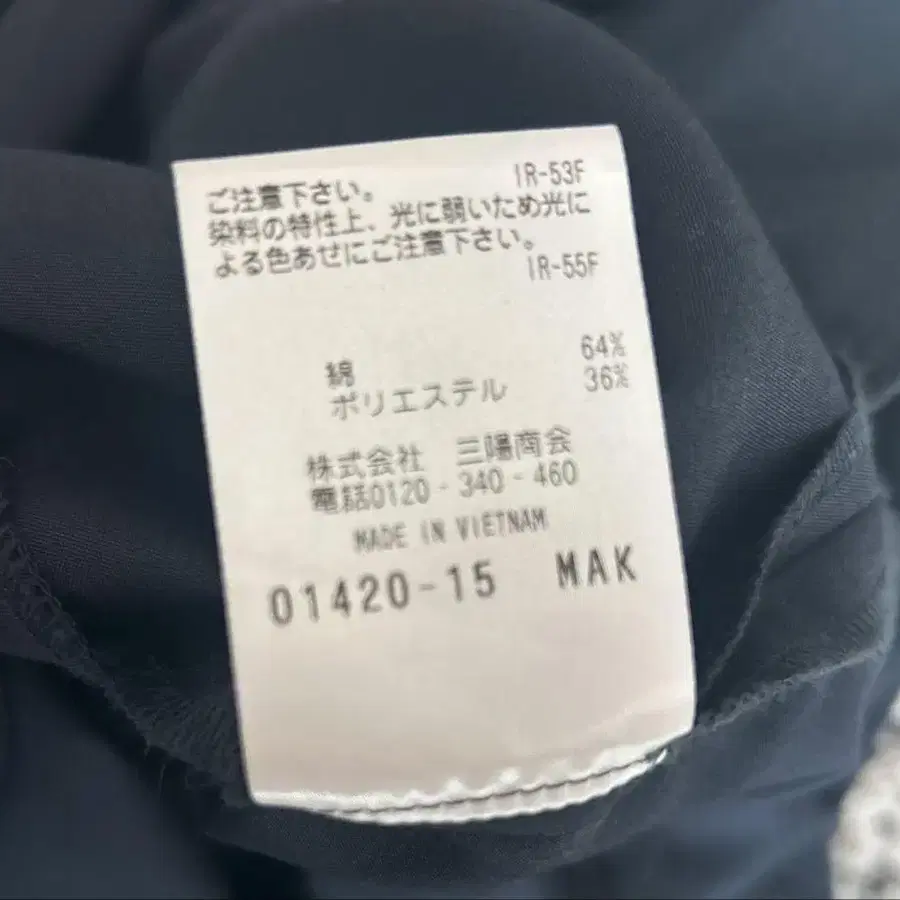 IR-53F
ご注意下さい。
染料の特性上、光に弱いため光に
よる色あせにご注意下さい。
IR-55F
綿 64%
ポリエステル 36%
株式会社 三陽商会
電話0120-340-460
MADE IN VIETNAM
01420-15 MAK